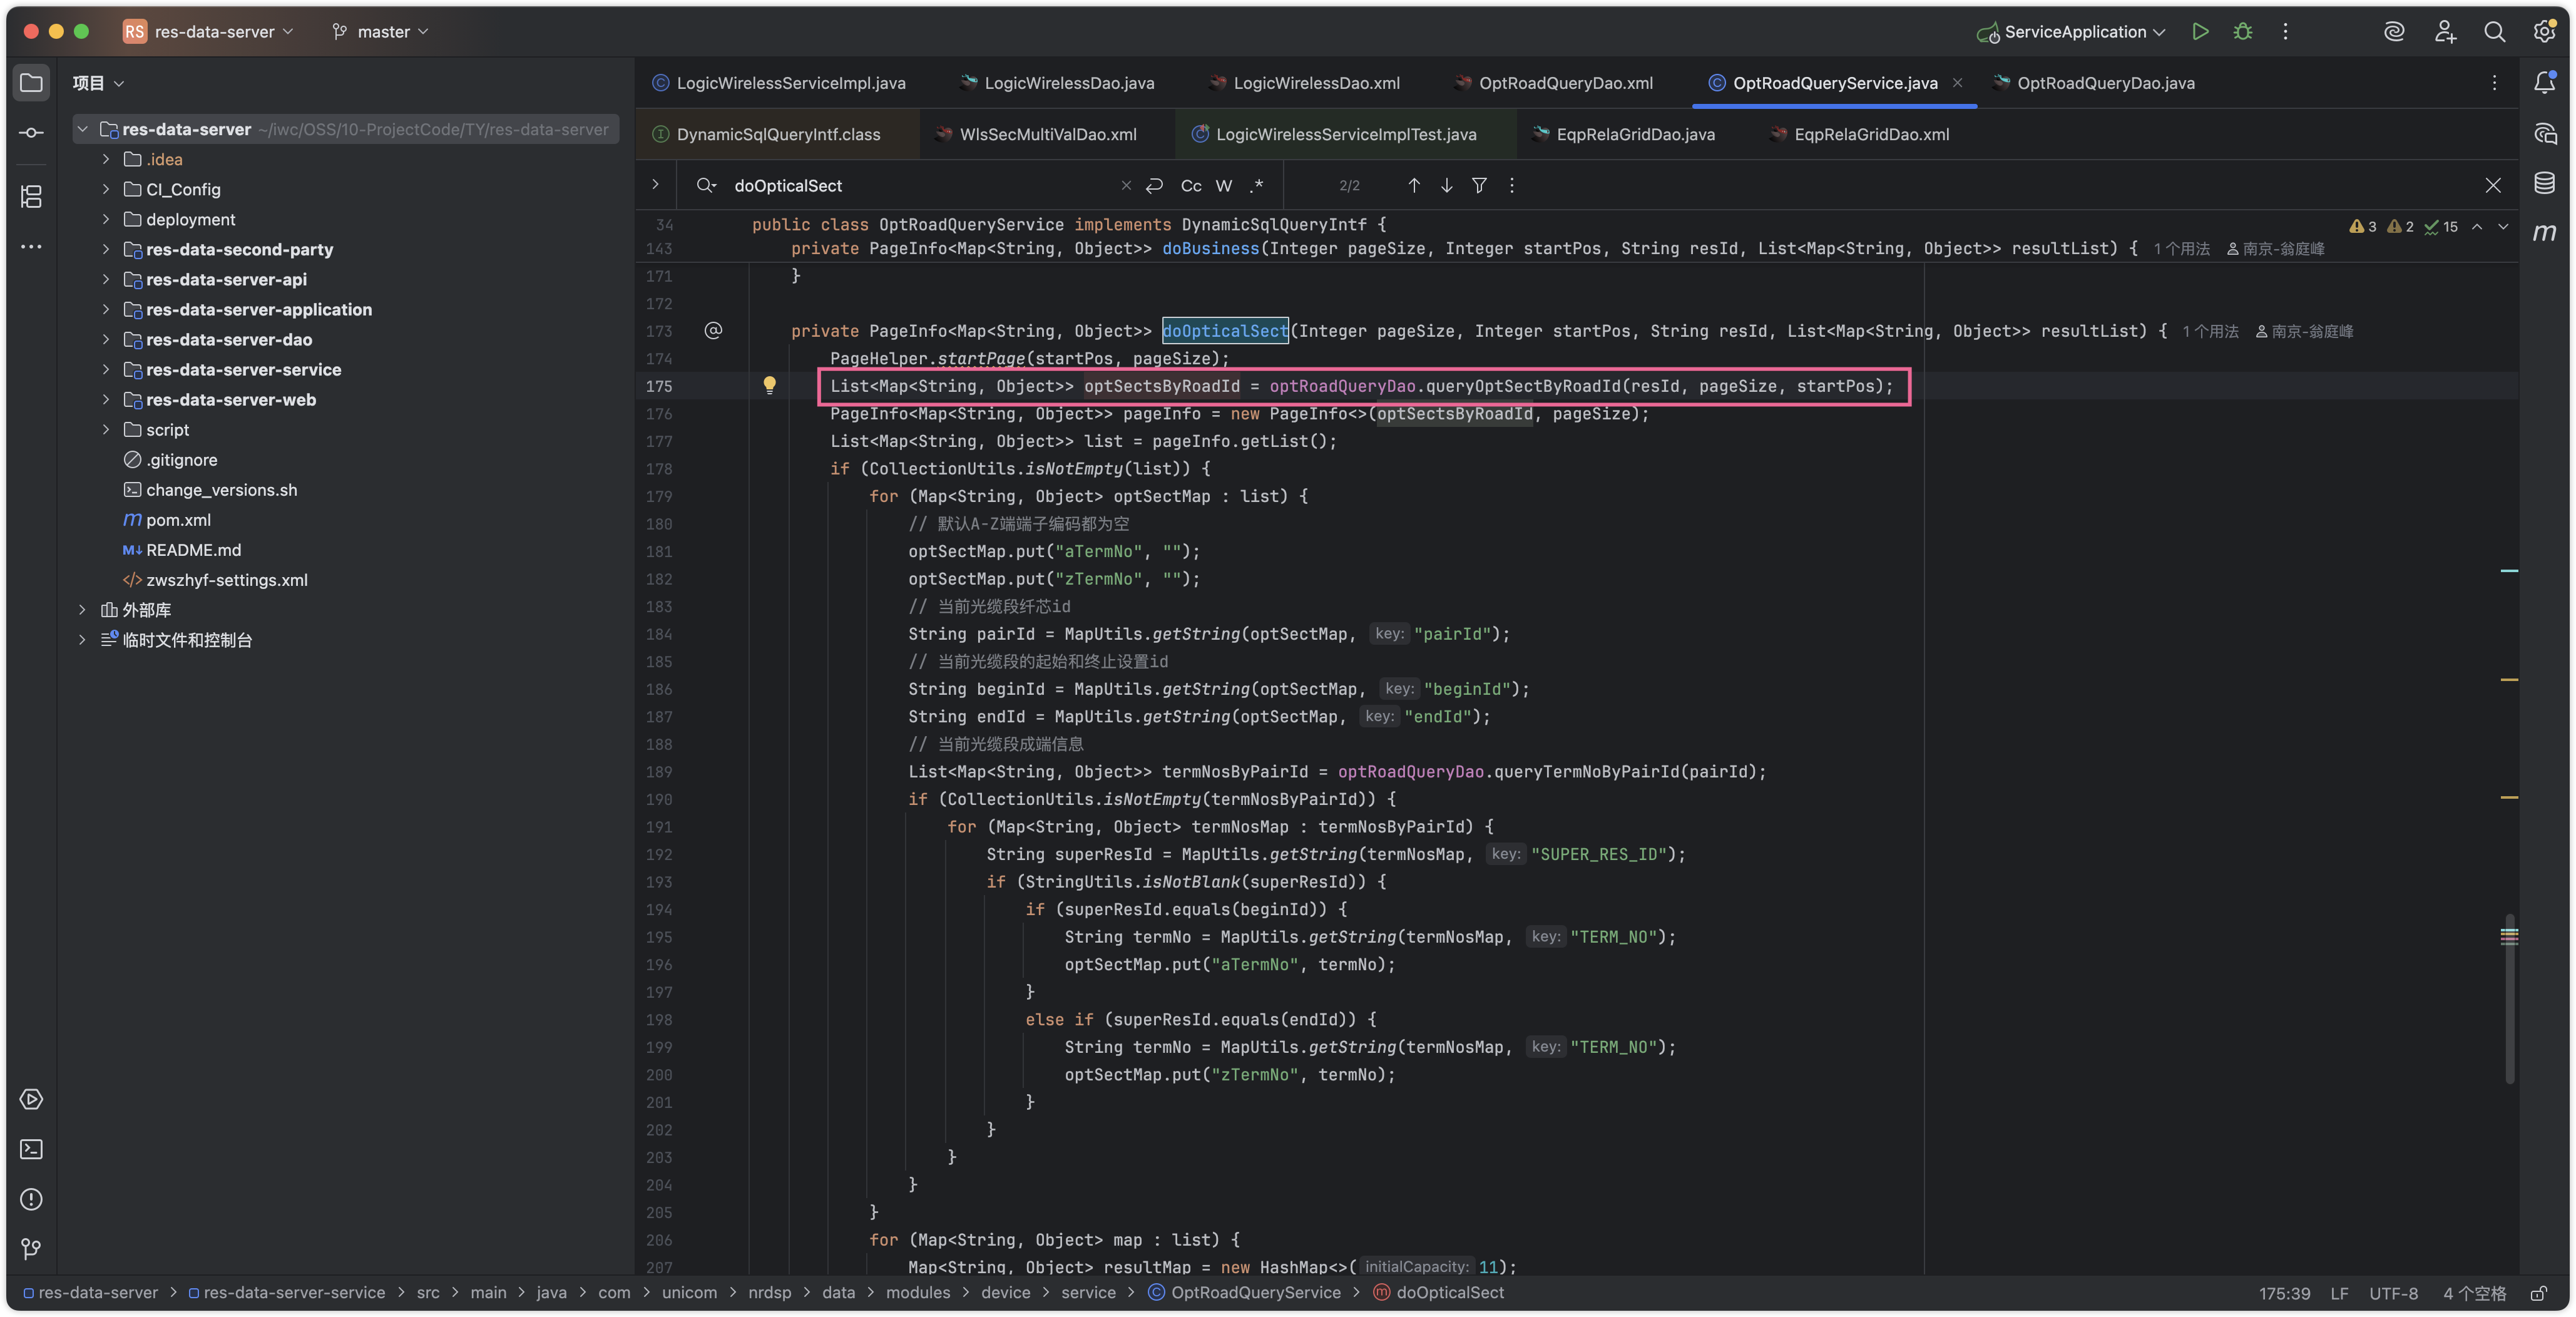 RS res-data-server master ServiceApplication
项目
LogicWirelessServiceImpl.java LogicWirelessDao.java LogicWirelessDao.xml OptRoadQueryDao.xml OptRoadQueryService.java OptRoadQueryDao.java
DynamicSqlQueryIntf.class WlsSecMultiValDao.xml LogicWirelessServiceImplTest.java EqpRelaGridDao.java EqpRelaGridDao.xml
res-data-server ~/iwc/OSS/10-ProjectCode/TY/res-data-server
.idea
CI_Config
deployment
res-data-second-party
res-data-server-api
res-data-server-application
res-data-server-dao
res-data-server-service
res-data-server-web
script
.gitignore
change_versions.sh
pom.xml
README.md
zwszhyf-settings.xml
外部库
临时文件和控制台
doOpticalSect Cc W .* 2/2
34 public class OptRoadQueryService implements DynamicSqlQueryIntf { 3 2 15
143 private PageInfo<Map<String, Object>> doBusiness(Integer pageSize, Integer startPos, String resId, List<Map<String, Object>> resultList) { 1 个用法 南京-翁庭峰
171 }
172
173 private PageInfo<Map<String, Object>> doOpticalSect(Integer pageSize, Integer startPos, String resId, List<Map<String, Object>> resultList) { 1 个用法 南京-翁庭峰
174 PageHelper.startPage(startPos, pageSize);
175 List<Map<String, Object>> optSectsByRoadId = optRoadQueryDao.queryOptSectByRoadId(resId, pageSize, startPos);
176 PageInfo<Map<String, Object>> pageInfo = new PageInfo<>(optSectsByRoadId, pageSize);
177 List<Map<String, Object>> list = pageInfo.getList();
178 if (CollectionUtils.isNotEmpty(list)) {
179 for (Map<String, Object> optSectMap : list) {
180 // 默认A-Z端端子编码都为空
181 optSectMap.put("aTermNo", "");
182 optSectMap.put("zTermNo", "");
183 // 当前光缆段纤芯id
184 String pairId = MapUtils.getString(optSectMap, key: "pairId");
185 // 当前光缆段的起始和终止设置id
186 String beginId = MapUtils.getString(optSectMap, key: "beginId");
187 String endId = MapUtils.getString(optSectMap, key: "endId");
188 // 当前光缆段成端信息
189 List<Map<String, Object>> termNosByPairId = optRoadQueryDao.queryTermNoByPairId(pairId);
190 if (CollectionUtils.isNotEmpty(termNosByPairId)) {
191 for (Map<String, Object> termNosMap : termNosByPairId) {
192 String superResId = MapUtils.getString(termNosMap, key: "SUPER_RES_ID");
193 if (StringUtils.isNotBlank(superResId)) {
194 if (superResId.equals(beginId)) {
195 String termNo = MapUtils.getString(termNosMap, key: "TERM_NO");
196 optSectMap.put("aTermNo", termNo);
197 }
198 else if (superResId.equals(endId)) {
199 String termNo = MapUtils.getString(termNosMap, key: "TERM_NO");
200 optSectMap.put("zTermNo", termNo);
201 }
202 }
203 }
204 }
205 }
206 for (Map<String, Object> map : list) {
207 Map<String, Object> resultMap = new HashMap<>( initialCapacity: 11);
res-data-server > res-data-server-service > src > main > java > com > unicom > nrdsp > data > modules > device > service > OptRoadQueryService > doOpticalSect 175:39 LF UTF-8 4 个空格